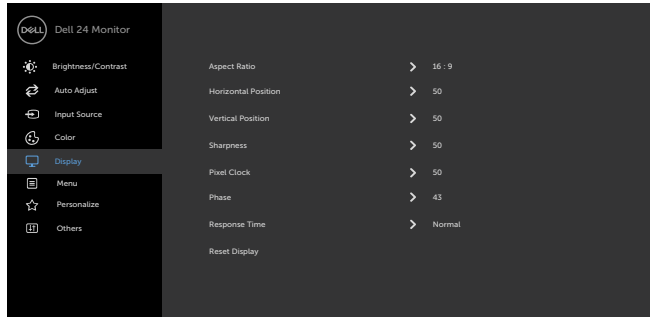 DELL Dell 24 Monitor
Brightness/Contrast
Auto Adjust
Input Source
Color
Display
Menu
Personalize
Others
Aspect Ratio 16 : 9
Horizontal Position 50
Vertical Position 50
Sharpness 50
Pixel Clock 50
Phase 43
Response Time Normal
Reset Display